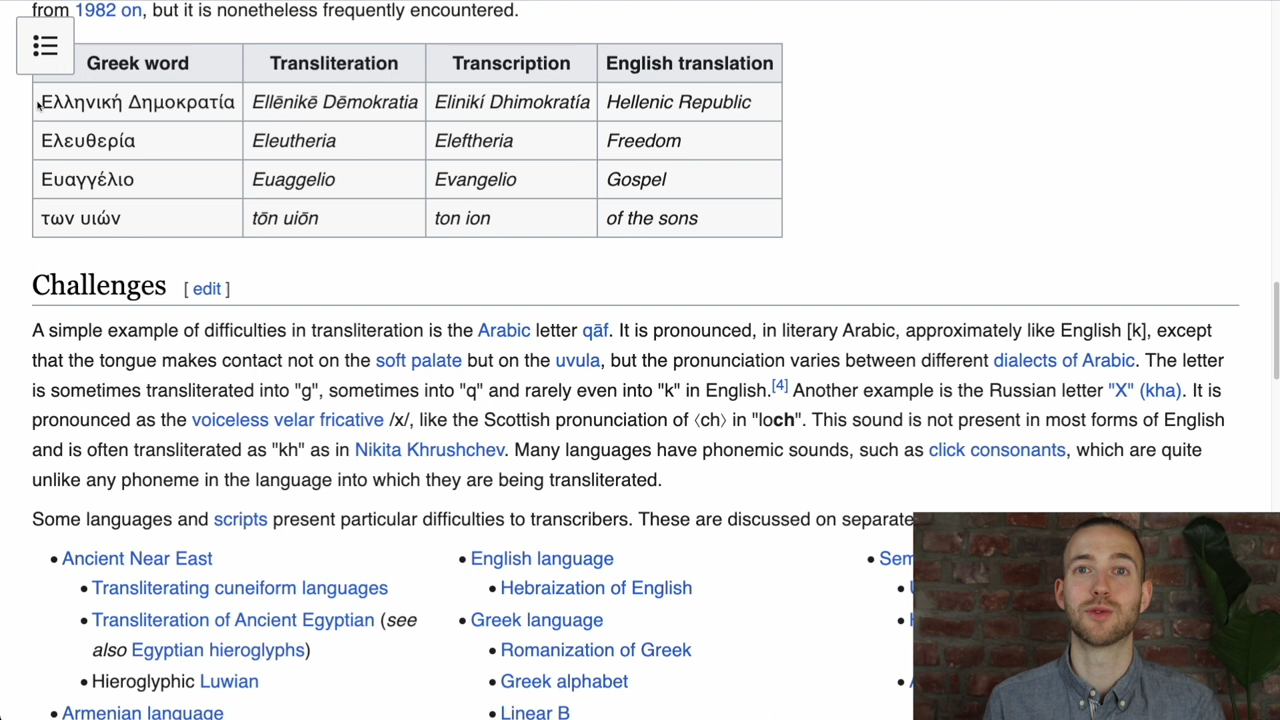 from 1982 on, but it is nonetheless frequently encountered.
Greek word Transliteration Transcription English translation
Ελληνική Δημοκρατία Ellēnikē Dēmokratia Elinikí Dhimokratía Hellenic Republic
Ελευθερία Eleutheria Eleftheria Freedom
Ευαγγέλιο Euaggelio Evangelio Gospel
των υιών tōn uiōn ton ion of the sons
Challenges [ edit ]
A simple example of difficulties in transliteration is the Arabic letter qāf. It is pronounced, in literary Arabic, approximately like English [k], except
that the tongue makes contact not on the soft palate but on the uvula, but the pronunciation varies between different dialects of Arabic. The letter
is sometimes transliterated into "g", sometimes into "q" and rarely even into "k" in English.[4] Another example is the Russian letter "Х" (kha). It is
pronounced as the voiceless velar fricative /x/, like the Scottish pronunciation of ⟨ch⟩ in "loch". This sound is not present in most forms of English
and is often transliterated as "kh" as in Nikita Khrushchev. Many languages have phonemic sounds, such as click consonants, which are quite
unlike any phoneme in the language into which they are being transliterated.
Some languages and scripts present particular difficulties to transcribers. These are discussed on separate
• Ancient Near East
• Transliterating cuneiform languages
• Transliteration of Ancient Egyptian (see
also Egyptian hieroglyphs)
• Hieroglyphic Luwian
• Armenian language
• English language
• Hebraization of English
• Greek language
• Romanization of Greek
• Greek alphabet
• Linear B
• Sem